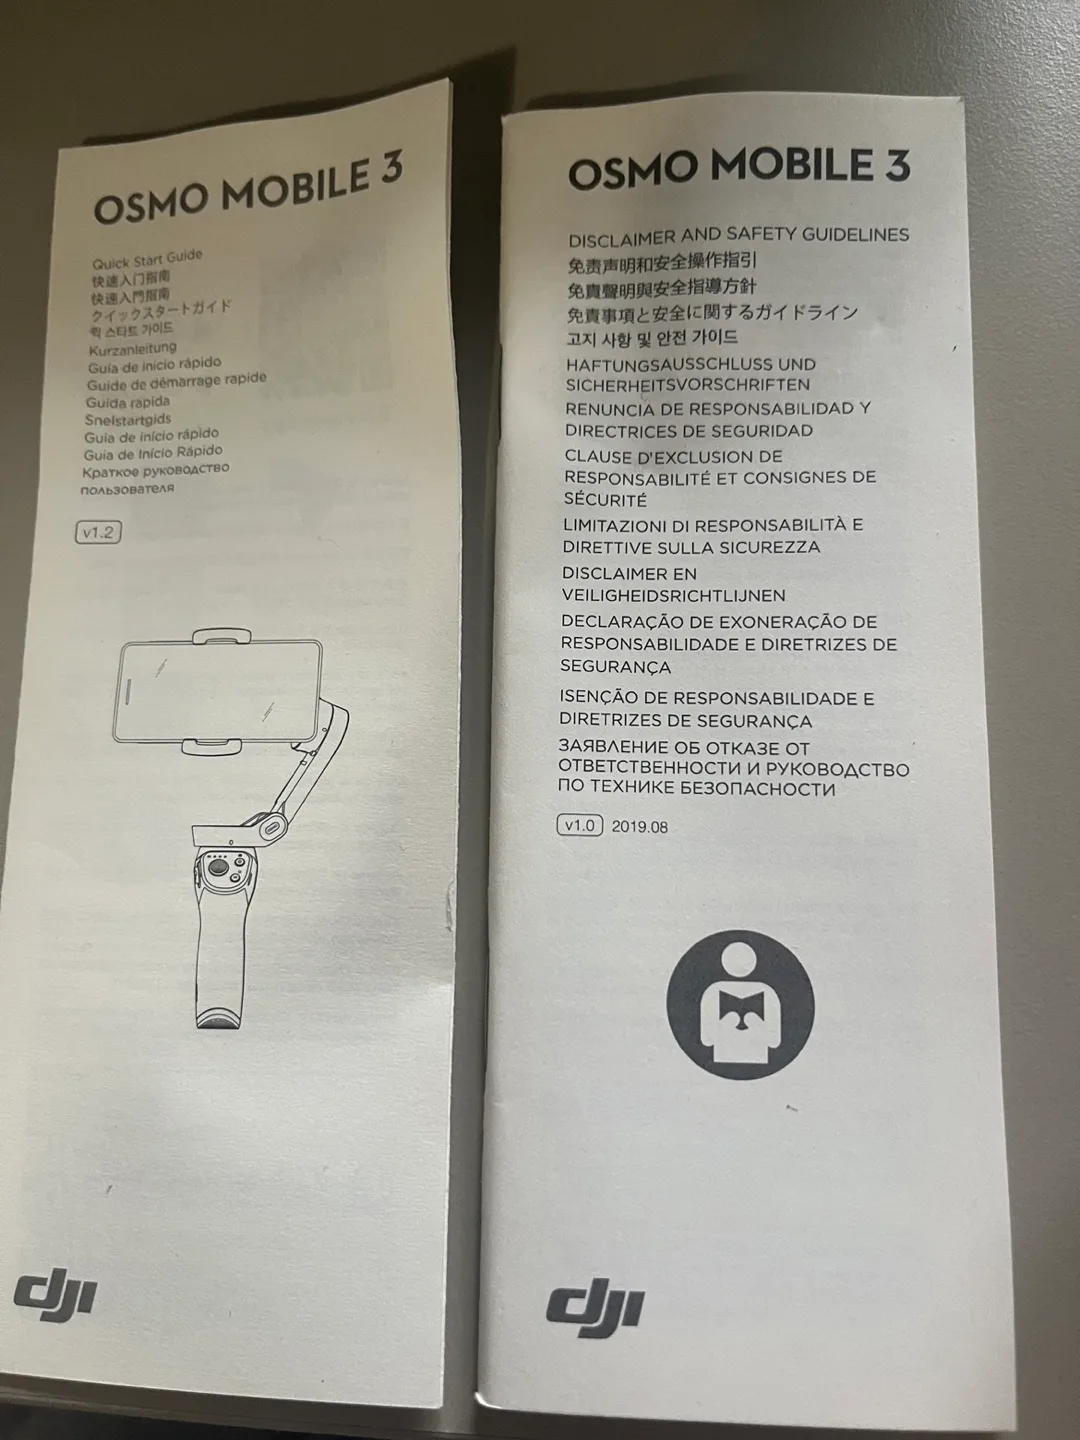 OSMO MOBILE 3
Quick Start Guide
快速入门指南
快速入門指南
クイックスタートガイド
퀵 스타트 가이드
Kurzanleitung
Guía de inicio rápido
Guide de démarrage rapide
Guida rapida
Snelstartgids
Guia de início rápido
Guia de Início Rápido
Краткое руководство
пользователя
v1.2
dji
OSMO MOBILE 3
DISCLAIMER AND SAFETY GUIDELINES
免责声明和安全操作指引
免責聲明與安全指導方針
免責事項と安全に関するガイドライン
고지 사항 및 안전 가이드
HAFTUNGSAUSSCHLUSS UND
SICHERHEITSVORSCHRIFTEN
RENUNCIA DE RESPONSABILIDAD Y
DIRECTRICES DE SEGURIDAD
CLAUSE D'EXCLUSION DE
RESPONSABILITÉ ET CONSIGNES DE
SÉCURITÉ
LIMITAZIONI DI RESPONSABILITÀ E
DIRETTIVE SULLA SICUREZZA
DISCLAIMER EN
VEILIGHEIDSRICHTLIJNEN
DECLARAÇÃO DE EXONERAÇÃO DE
RESPONSABILIDADE E DIRETRIZES DE
SEGURANÇA
ISENÇÃO DE RESPONSABILIDADE E
DIRETRIZES DE SEGURANÇA
ЗАЯВЛЕНИЕ ОБ ОТКАЗЕ ОТ
ОТВЕТСТВЕННОСТИ И РУКОВОДСТВО
ПО ТЕХНИКЕ БЕЗОПАСНОСТИ
v1.0 2019.08
dji